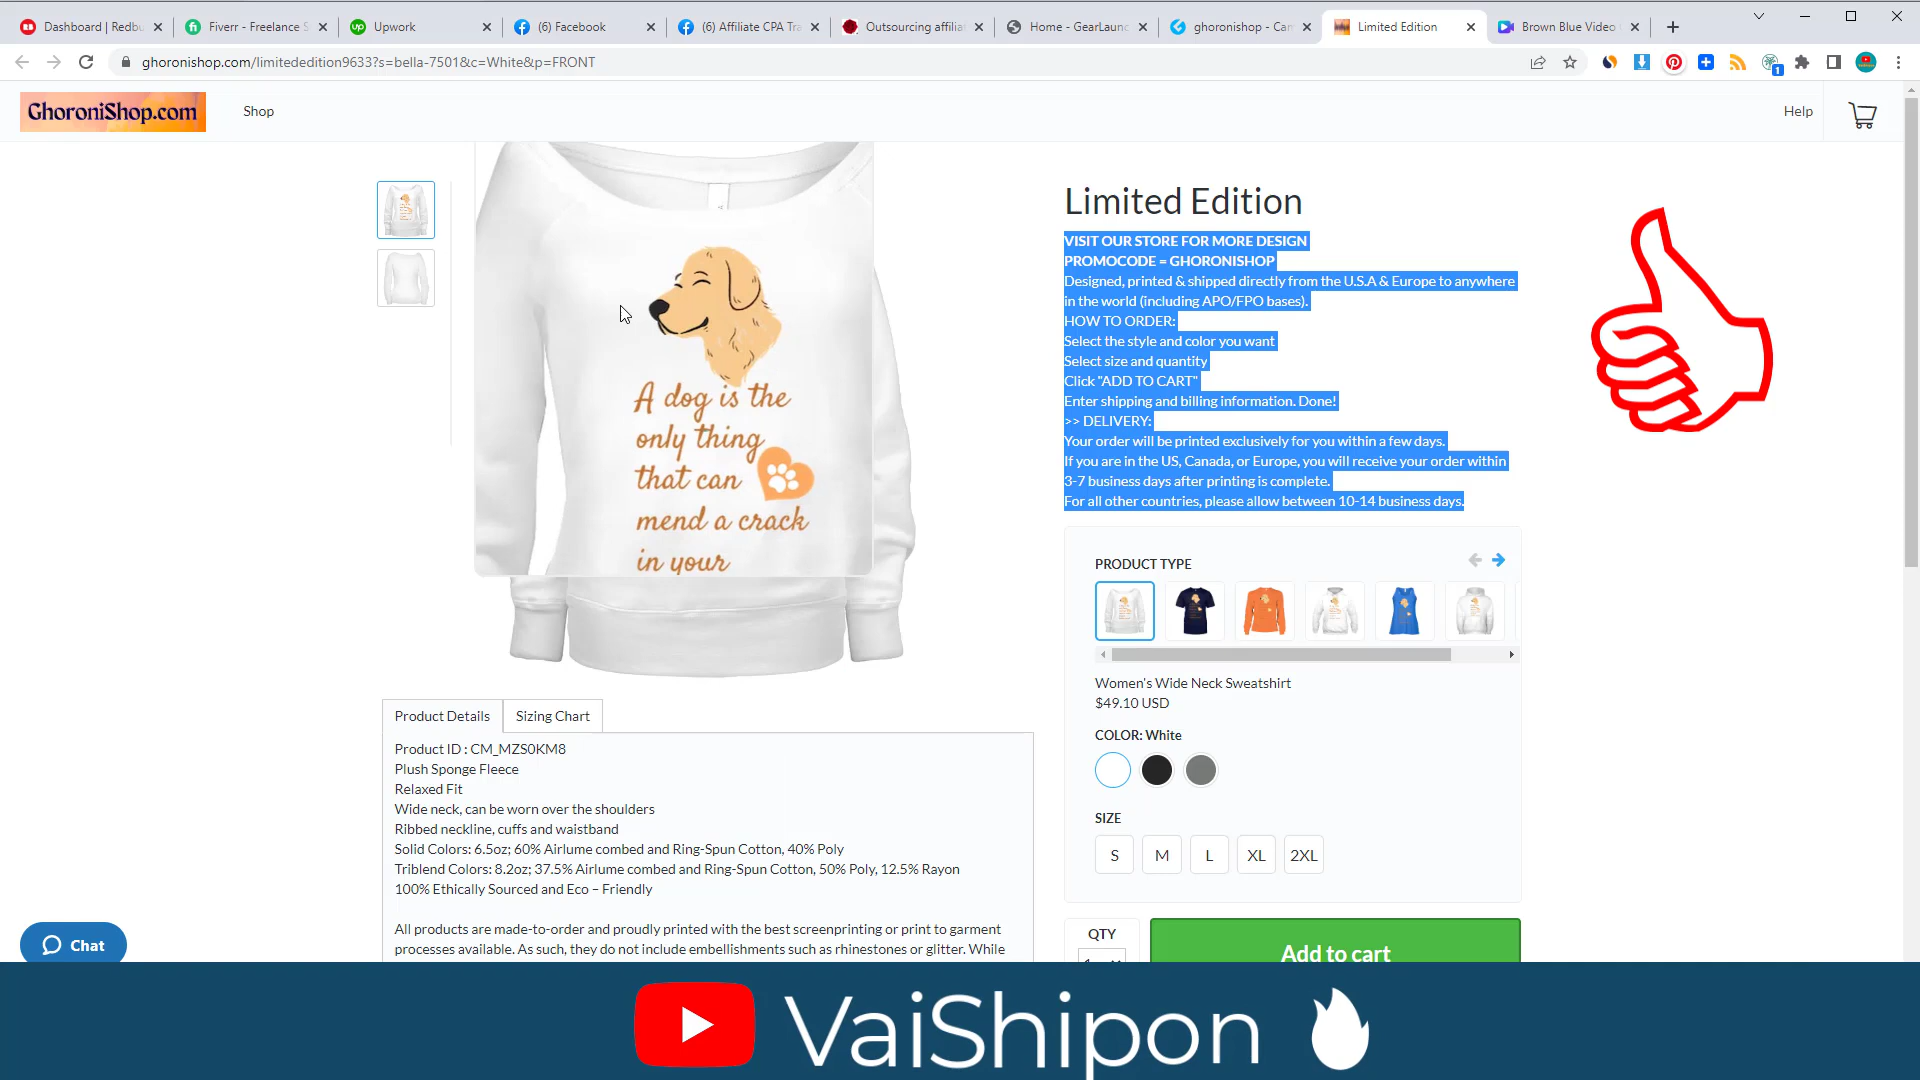 Dashboard | Redbu
Fiverr - Freelance S
Upwork
(6) Facebook
(6) Affiliate CPA Tra
Outsourcing affilia
Home - GearLaunc
ghoronishop - Cam
Limited Edition
Brown Blue Video
ghoronishop.com/limitededition9633?s=bella-7501&c=White&p=FRONT
1
GhoroniShop.com
Shop
Help
A dog is the
only thing
that can
mend a crack
in your
Limited Edition
VISIT OUR STORE FOR MORE DESIGN
PROMOCODE = GHORONISHOP
Designed, printed & shipped directly from the U.S.A & Europe to anywhere
in the world (including APO/FPO bases).
HOW TO ORDER:
Select the style and color you want
Select size and quantity
Click "ADD TO CART"
Enter shipping and billing information. Done!
>> DELIVERY:
Your order will be printed exclusively for you within a few days.
If you are in the US, Canada, or Europe, you will receive your order within
3-7 business days after printing is complete.
For all other countries, please allow between 10-14 business days.
PRODUCT TYPE
Women's Wide Neck Sweatshirt
$49.10 USD
COLOR: White
SIZE
S M L XL 2XL
QTY
Add to cart
Product Details
Sizing Chart
Product ID : CM_MZS0KM8
Plush Sponge Fleece
Relaxed Fit
Wide neck, can be worn over the shoulders
Ribbed neckline, cuffs and waistband
Solid Colors: 6.5oz; 60% Airlume combed and Ring-Spun Cotton, 40% Poly
Triblend Colors: 8.2oz; 37.5% Airlume combed and Ring-Spun Cotton, 50% Poly, 12.5% Rayon
100% Ethically Sourced and Eco – Friendly
All products are made-to-order and proudly printed with the best screenprinting or print to garment
processes available. As such, they do not include embellishments such as rhinestones or glitter. While
Chat
VaiShipon